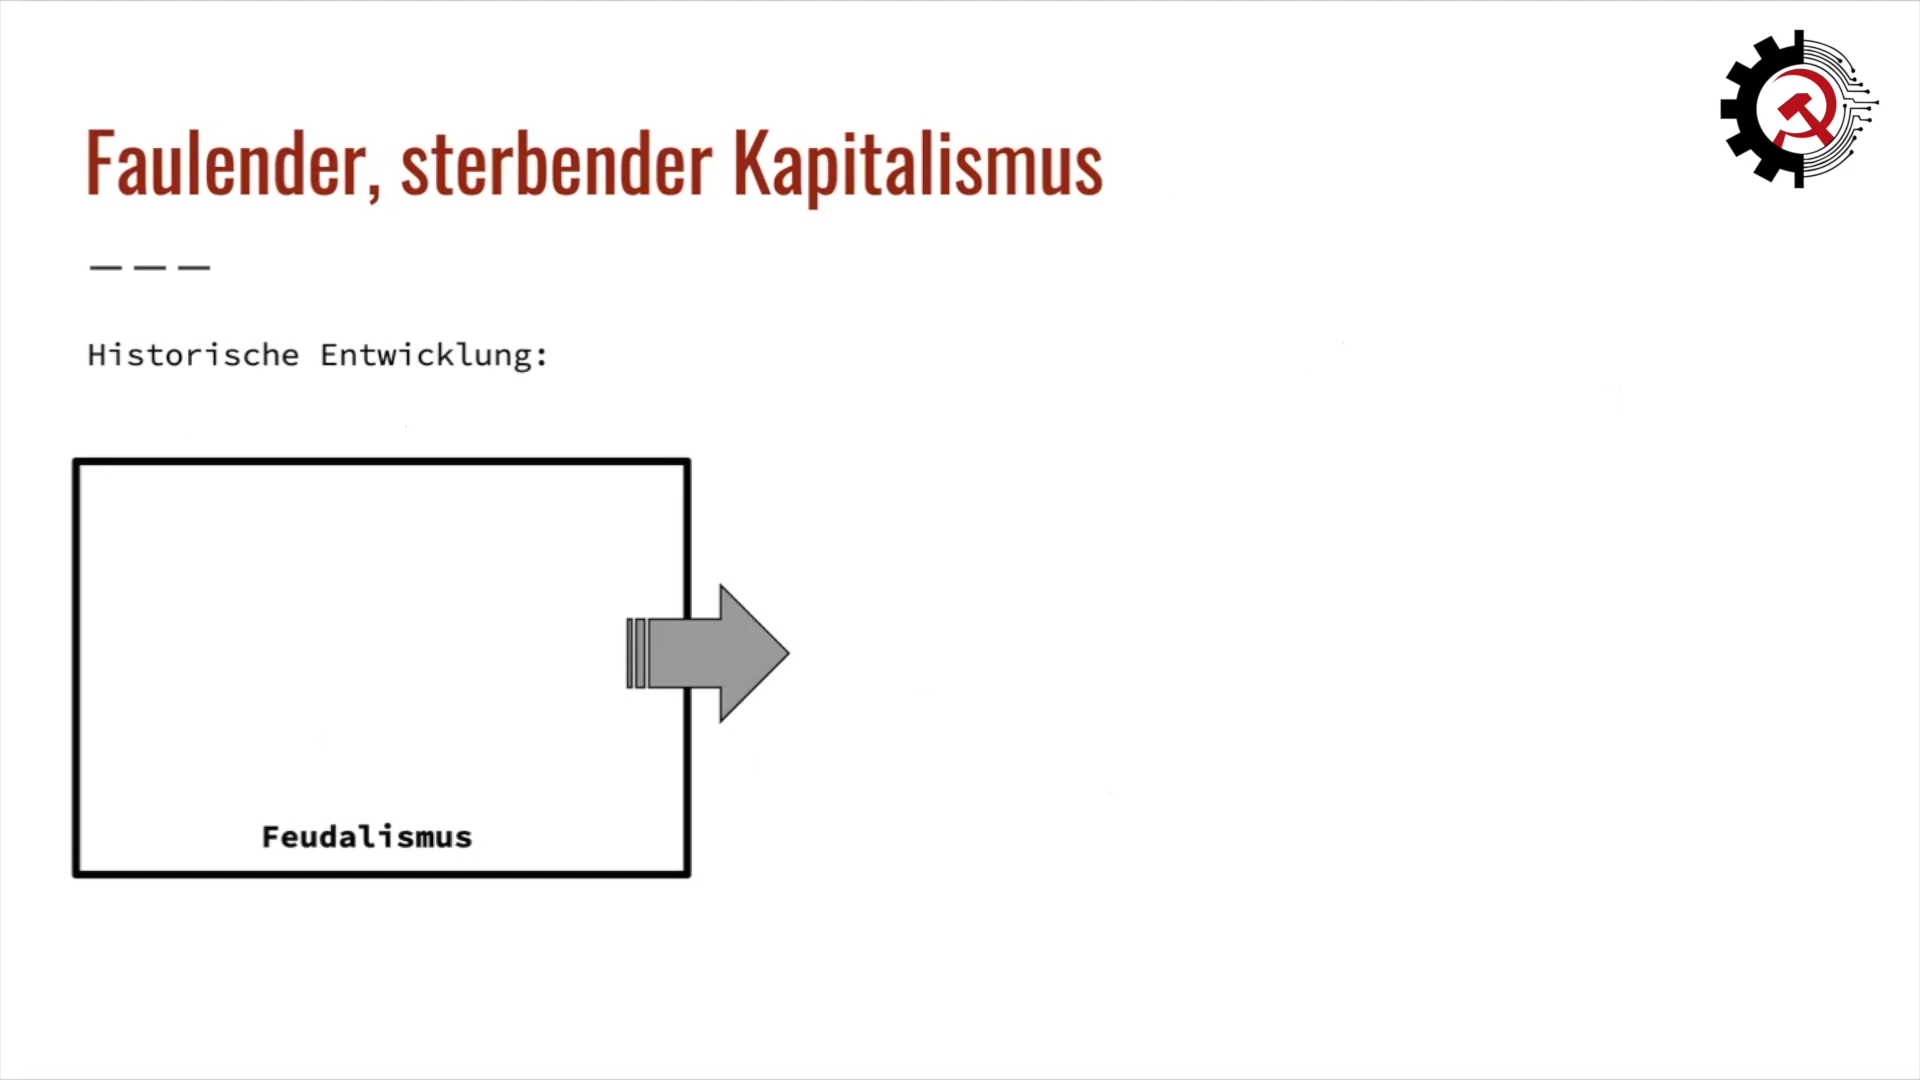 Faulender, sterbender Kapitalismus
Historische Entwicklung:
Feudalismus